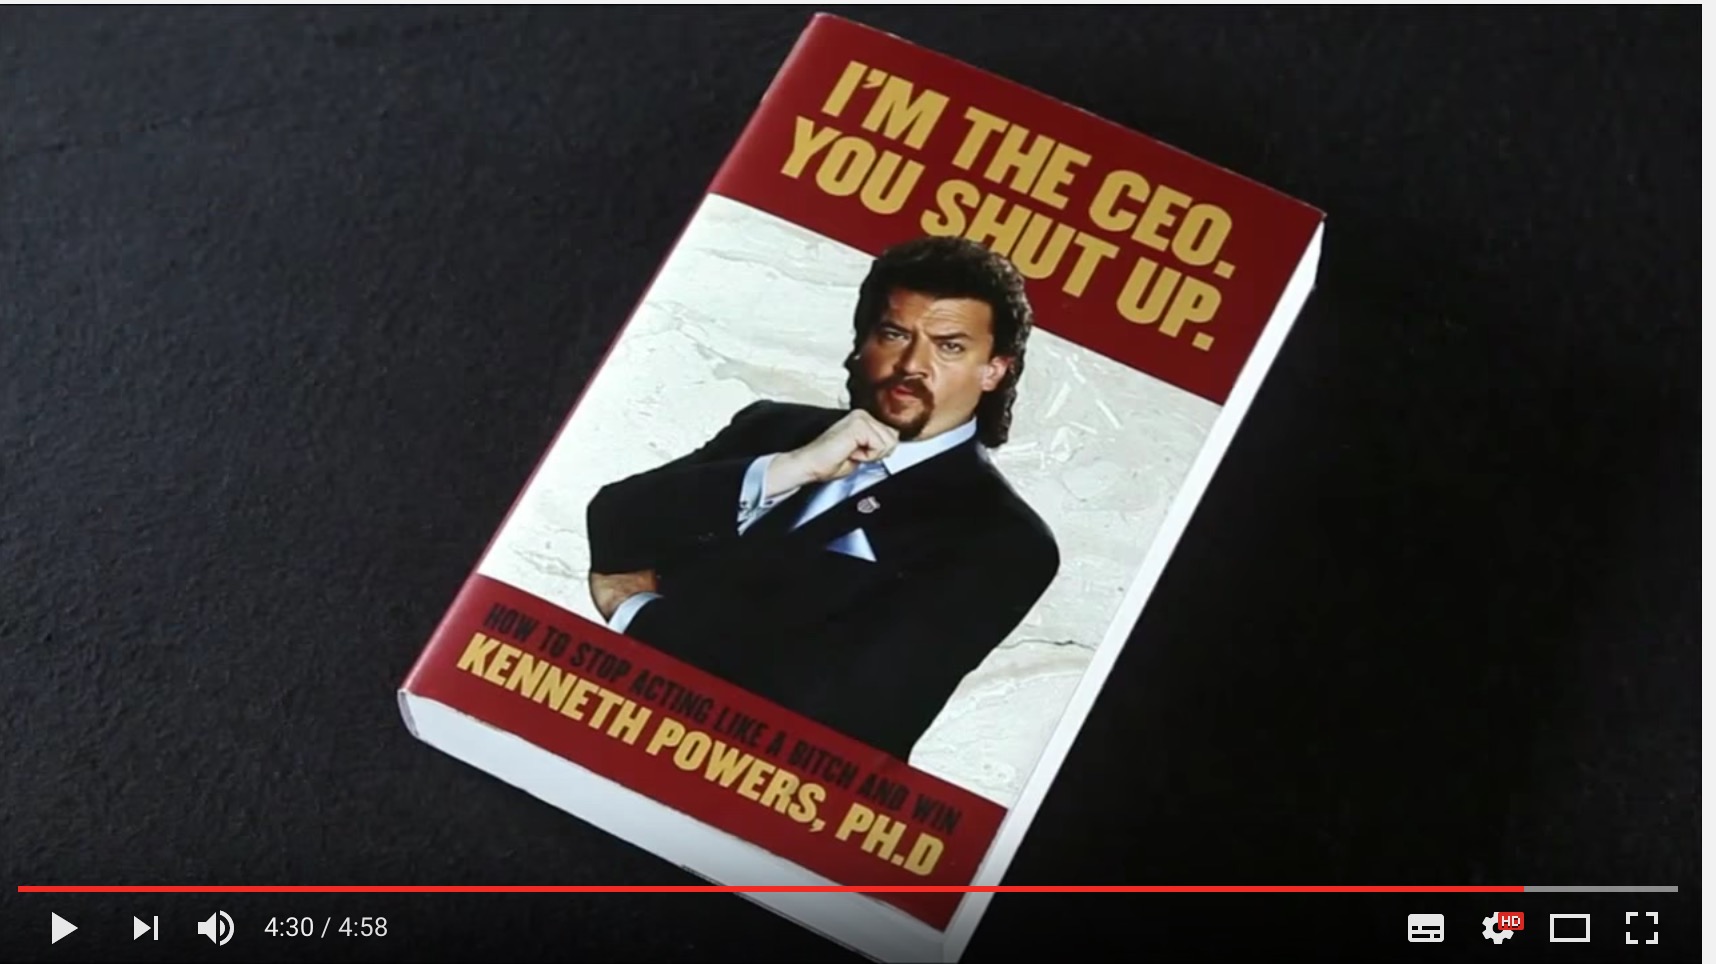 I'M THE CEO.
YOU SHUT UP.
HOW TO STOP ACTING LIKE A BITCH AND WIN
KENNETH POWERS, PH.D
4:30 / 4:58
HD